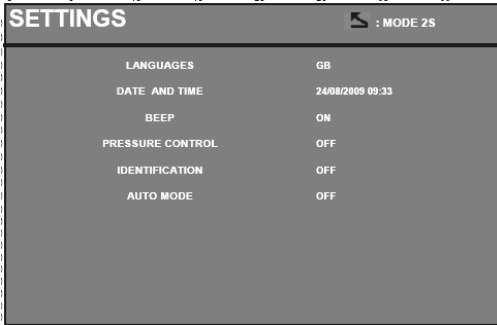 SETTINGS : MODE 2S
LANGUAGES GB
DATE AND TIME 24/08/2009 09:33
BEEP ON
PRESSURE CONTROL OFF
IDENTIFICATION OFF
AUTO MODE OFF